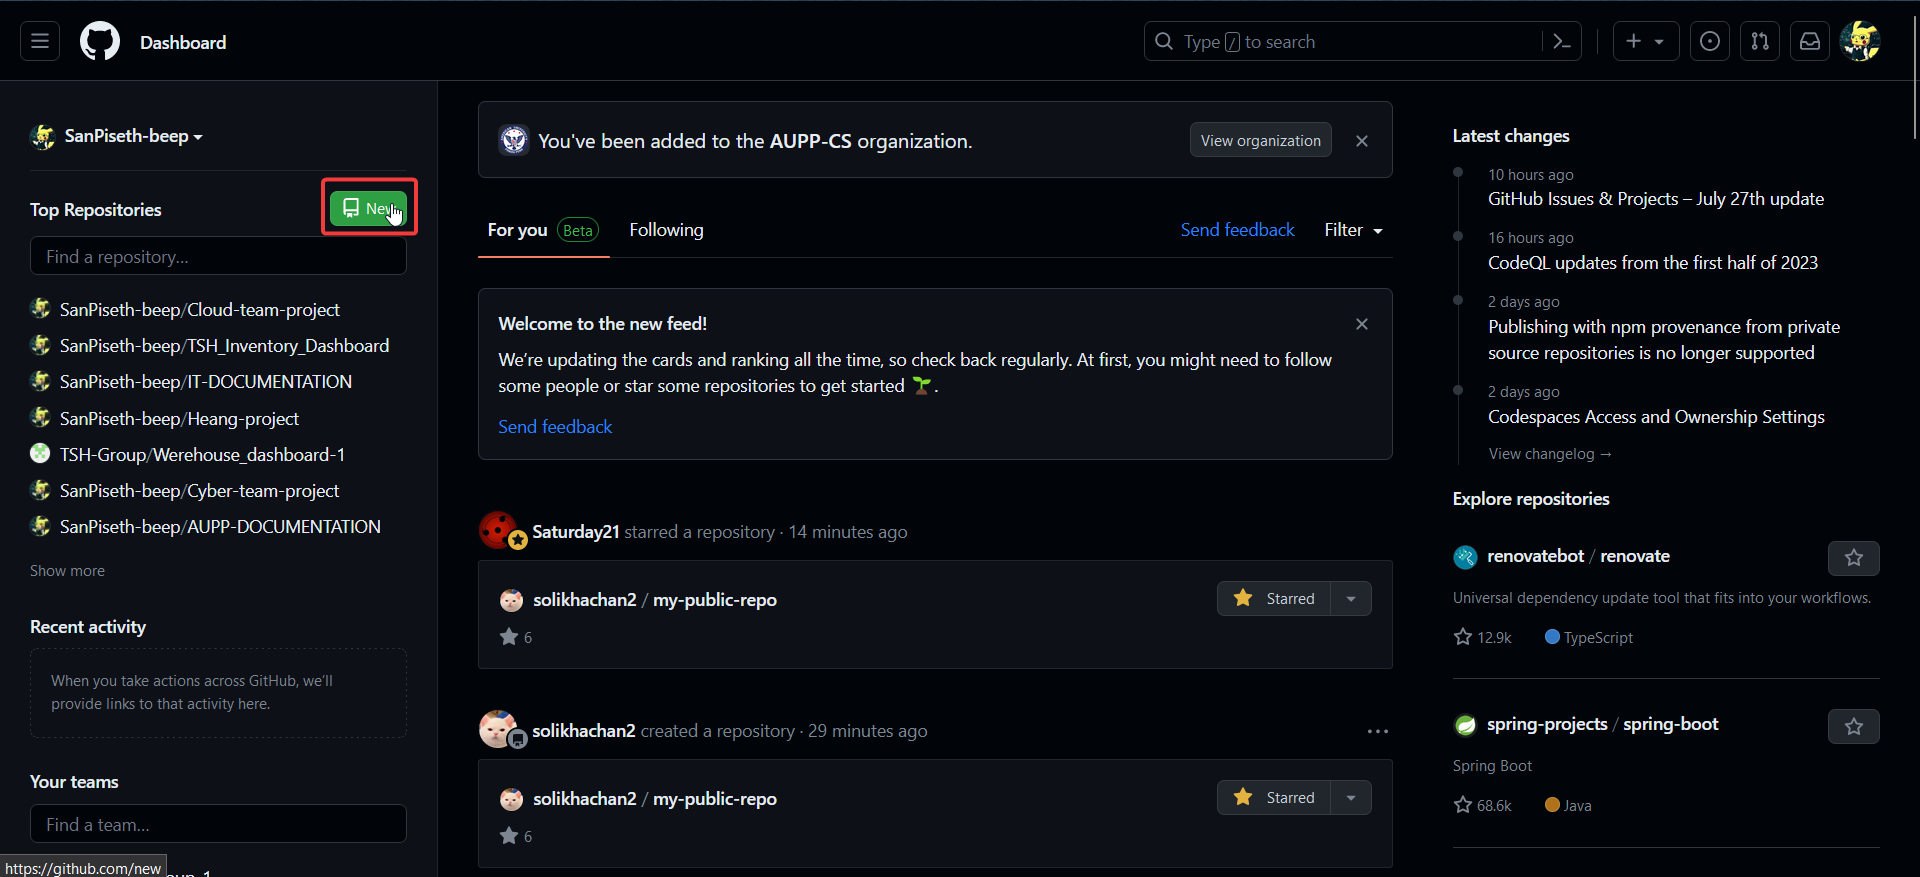 Dashboard
Type / to search
SanPiseth-beep
Top Repositories
New
Find a repository...
SanPiseth-beep/Cloud-team-project
SanPiseth-beep/TSH_Inventory_Dashboard
SanPiseth-beep/IT-DOCUMENTATION
SanPiseth-beep/Heang-project
TSH-Group/Werehouse_dashboard-1
SanPiseth-beep/Cyber-team-project
SanPiseth-beep/AUPP-DOCUMENTATION
Show more
Recent activity
When you take actions across GitHub, we'll
provide links to that activity here.
Your teams
Find a team...
https://github.com/new
You've been added to the AUPP-CS organization.
View organization
For you Beta
Following
Send feedback
Filter
Welcome to the new feed!
We're updating the cards and ranking all the time, so check back regularly. At first, you might need to follow
some people or star some repositories to get started 🌱.
Send feedback
Saturday21 starred a repository · 14 minutes ago
solikhachan2 / my-public-repo
Starred
6
solikhachan2 created a repository · 29 minutes ago
solikhachan2 / my-public-repo
Starred
6
Latest changes
10 hours ago
GitHub Issues & Projects – July 27th update
16 hours ago
CodeQL updates from the first half of 2023
2 days ago
Publishing with npm provenance from private
source repositories is no longer supported
2 days ago
Codespaces Access and Ownership Settings
View changelog →
Explore repositories
renovatebot / renovate
Universal dependency update tool that fits into your workflows.
12.9k
TypeScript
spring-projects / spring-boot
Spring Boot
68.6k
Java